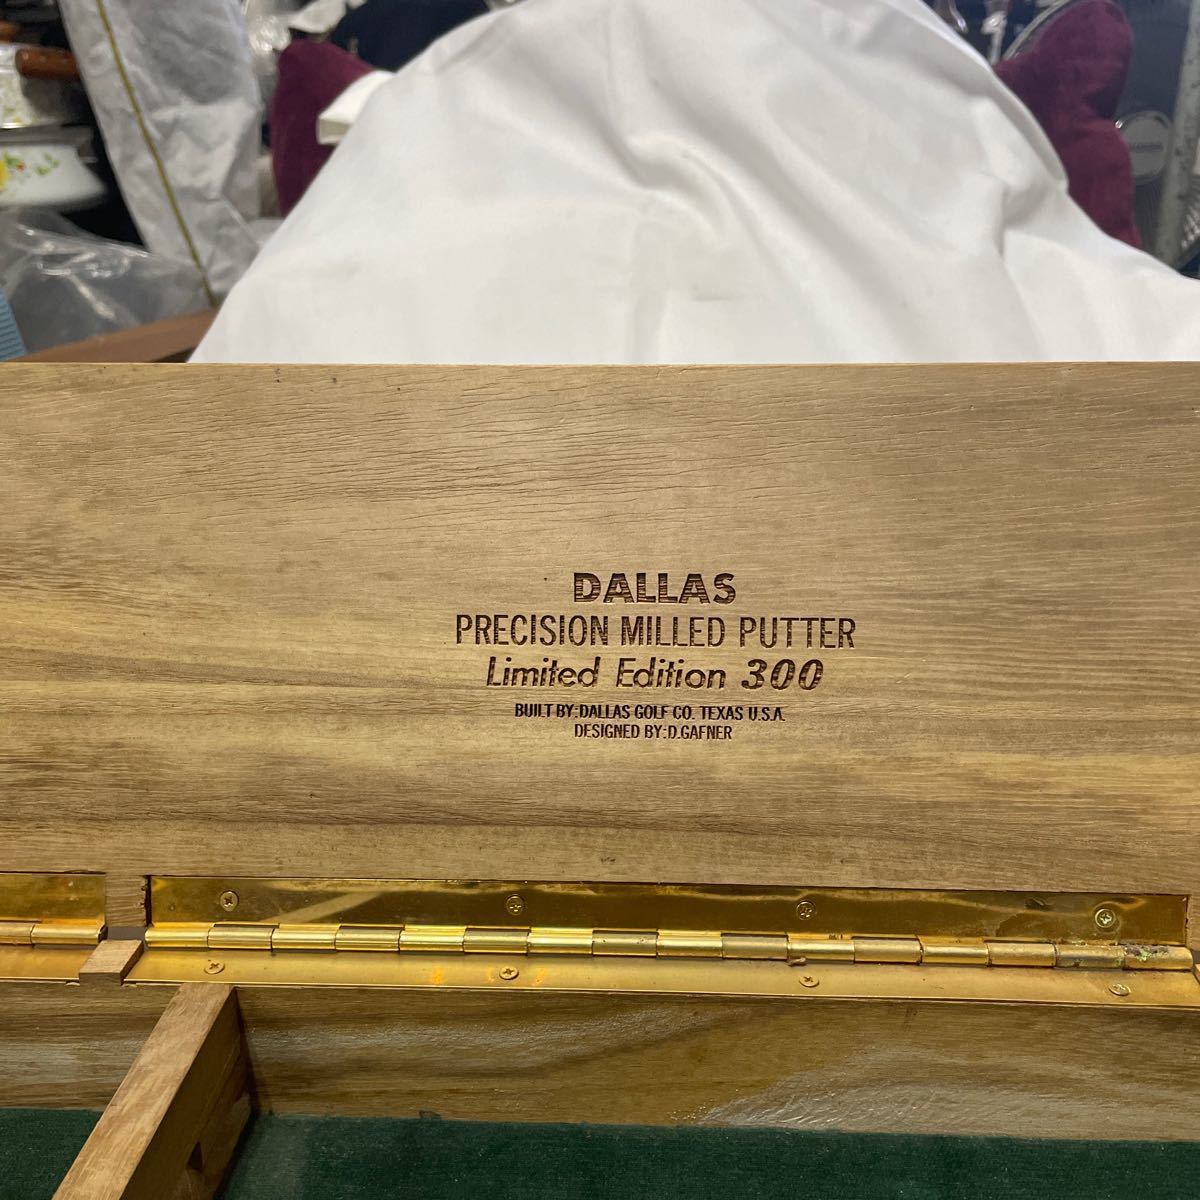 DALLAS
PRECISION MILLED PUTTER
Limited Edition 300
BUILT BY:DALLAS GOLF CO. TEXAS U.S.A.
DESIGNED BY:D.GAFNER